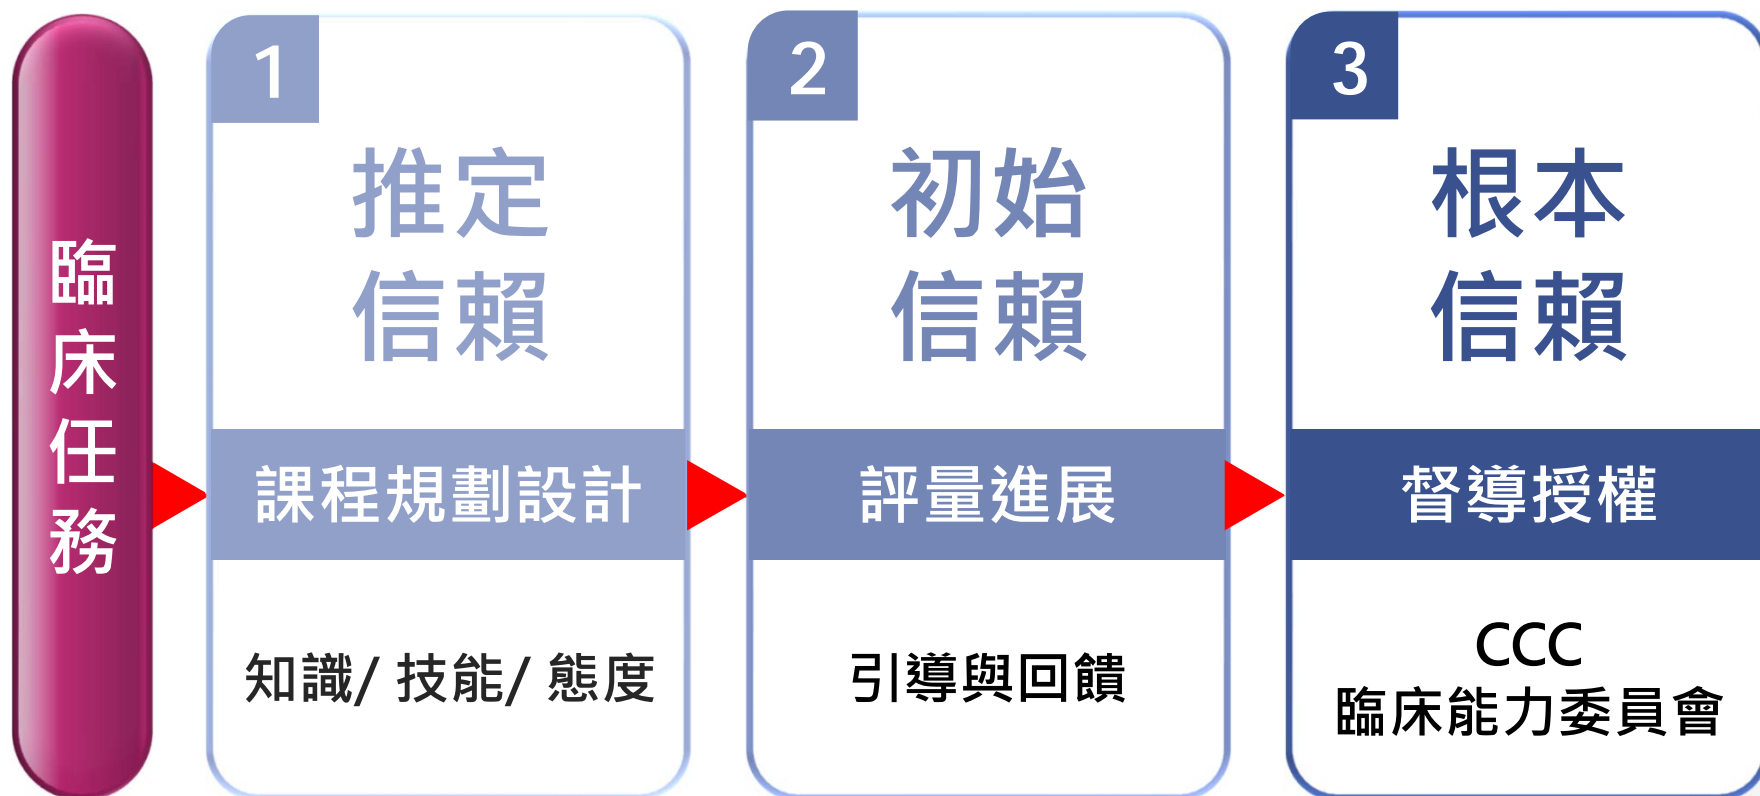 臨床任務
1
推定
信賴
課程規劃設計
知識/ 技能/ 態度
2
初始
信賴
評量進展
引導與回饋
3
根本
信賴
督導授權
CCC
臨床能力委員會